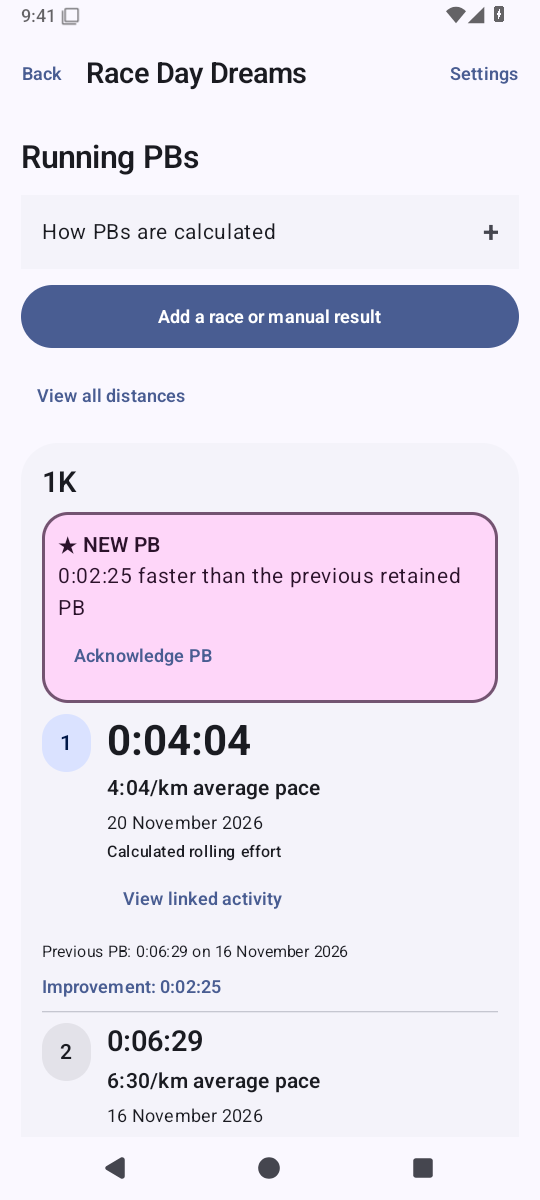 9:41
Back Race Day Dreams Settings
Running PBs
How PBs are calculated +
Add a race or manual result
View all distances
1K
★ NEW PB
0:02:25 faster than the previous retained
PB
Acknowledge PB
1 0:04:04
4:04/km average pace
20 November 2026
Calculated rolling effort
View linked activity
Previous PB: 0:06:29 on 16 November 2026
Improvement: 0:02:25
2 0:06:29
6:30/km average pace
16 November 2026